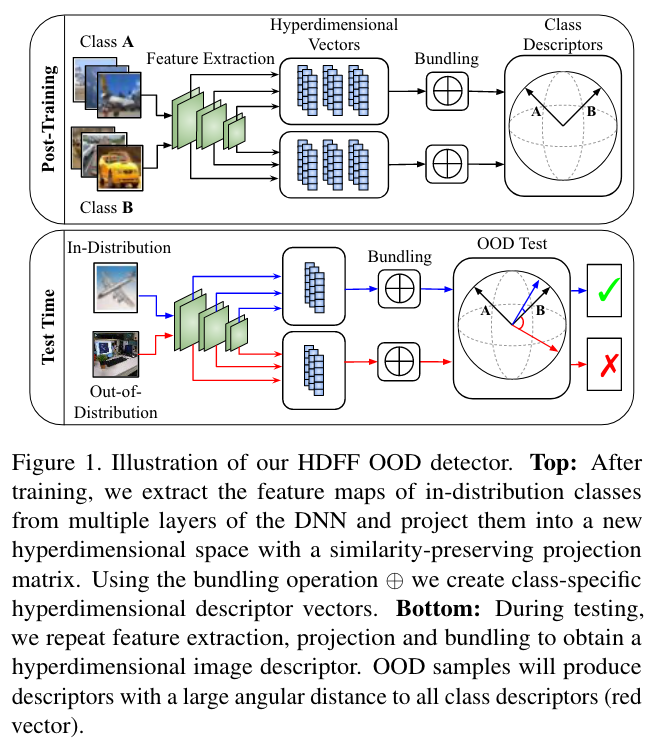 Post-Training
Class A
Class B
Feature Extraction
Hyperdimensional
Vectors
Bundling
Class
Descriptors
A
B
Test Time
In-Distribution
Out-of-
Distribution
Bundling
OOD Test
A
B
Figure 1. Illustration of our HDFF OOD detector. Top: After
training, we extract the feature maps of in-distribution classes
from multiple layers of the DNN and project them into a new
hyperdimensional space with a similarity-preserving projection
matrix. Using the bundling operation ⊕ we create class-specific
hyperdimensional descriptor vectors. Bottom: During testing,
we repeat feature extraction, projection and bundling to obtain a
hyperdimensional image descriptor. OOD samples will produce
descriptors with a large angular distance to all class descriptors (red
vector).